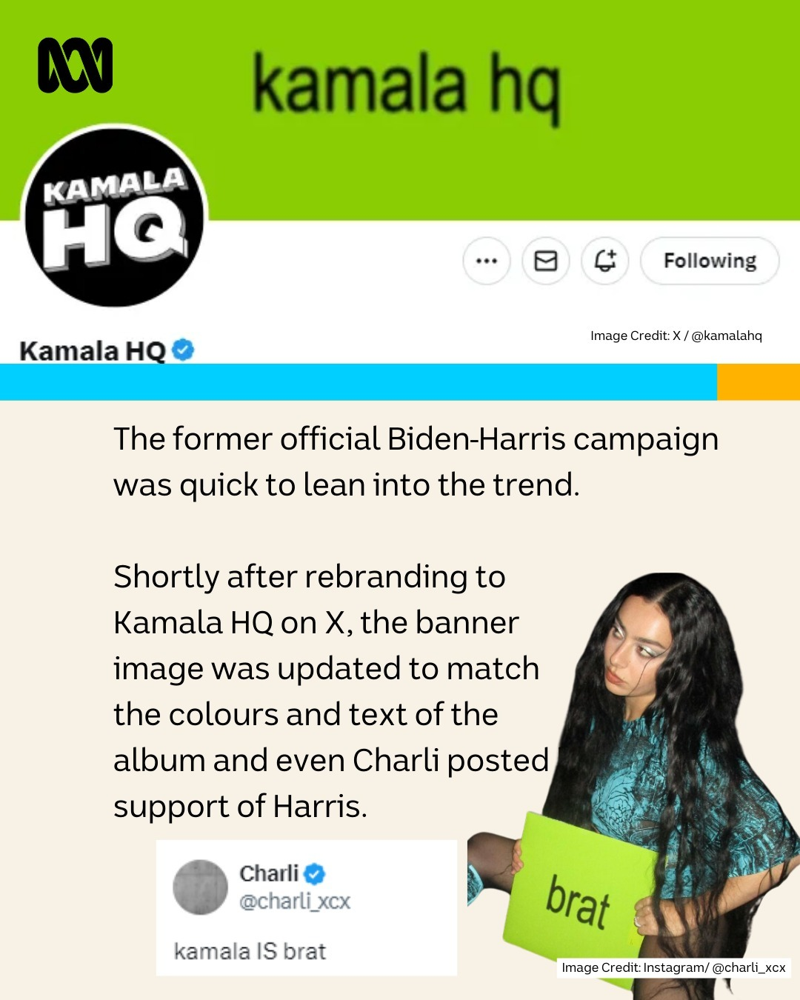 kamala hq
KAMALA
HQ
Following
Image Credit: X / @kamalahq
Kamala HQ
The former official Biden-Harris campaign
was quick to lean into the trend.
Shortly after rebranding to
Kamala HQ on X, the banner
image was updated to match
the colours and text of the
album and even Charli posted
support of Harris.
Charli
@charli_xcx
kamala IS brat
brat
Image Credit: Instagram/ @charli_xcx